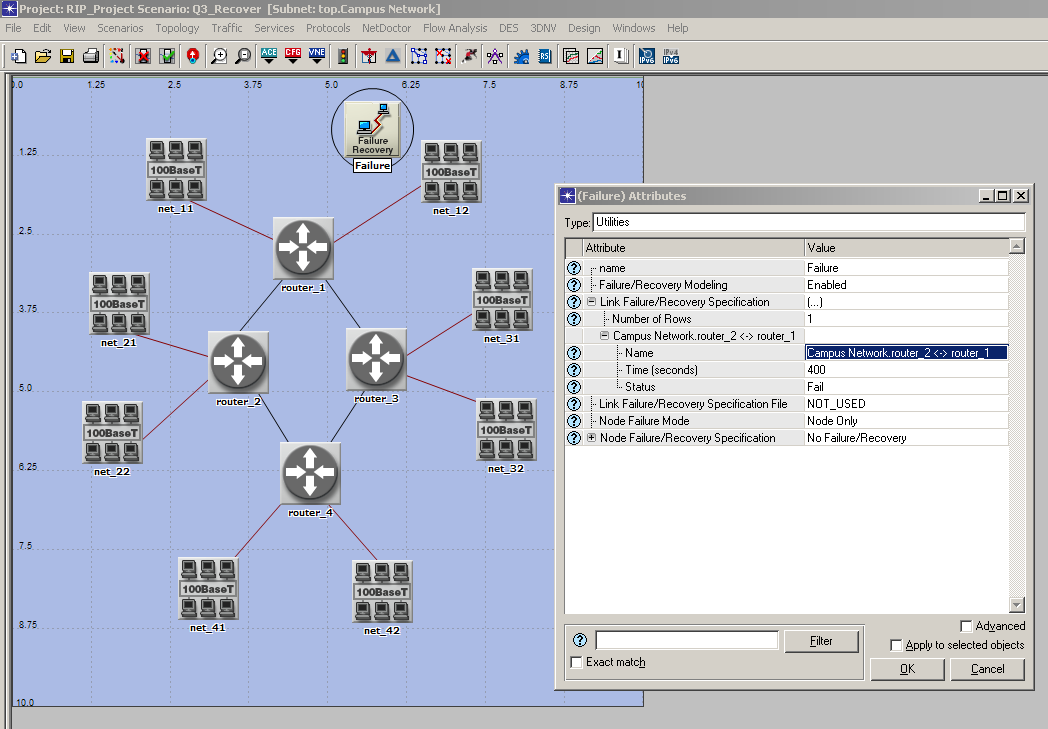 Project: RIP_Project Scenario: Q3_Recover [Subnet: top.Campus Network]
File Edit View Scenarios Topology Traffic Services Protocols NetDoctor Flow Analysis DES 3DNV Design Windows Help
ACE CFG VNE IPV6 IPv4 IPv6
0.0 1.25 2.5 3.75 5.0 6.25 7.5 8.75 10
Failure
Recovery
Failure
1.25
100BaseT
net_11
100BaseT
net_12
2.5
router_1
100BaseT
net_21
3.75
100BaseT
net_31
5.0
router_2
router_3
100BaseT
net_22
100BaseT
net_32
6.25
router_4
7.5
100BaseT
net_41
100BaseT
net_42
8.75
10.0
(Failure) Attributes
Type: Utilities
Attribute Value
name Failure
Failure/Recovery Modeling Enabled
Link Failure/Recovery Specification (...)
Number of Rows 1
Campus Network.router_2 <-> router_1
Name Campus Network.router_2 <-> router_1
Time (seconds) 400
Status Fail
Link Failure/Recovery Specification File NOT_USED
Node Failure Mode Node Only
Node Failure/Recovery Specification No Failure/Recovery
Advanced
Filter
Apply to selected objects
Exact match
OK Cancel